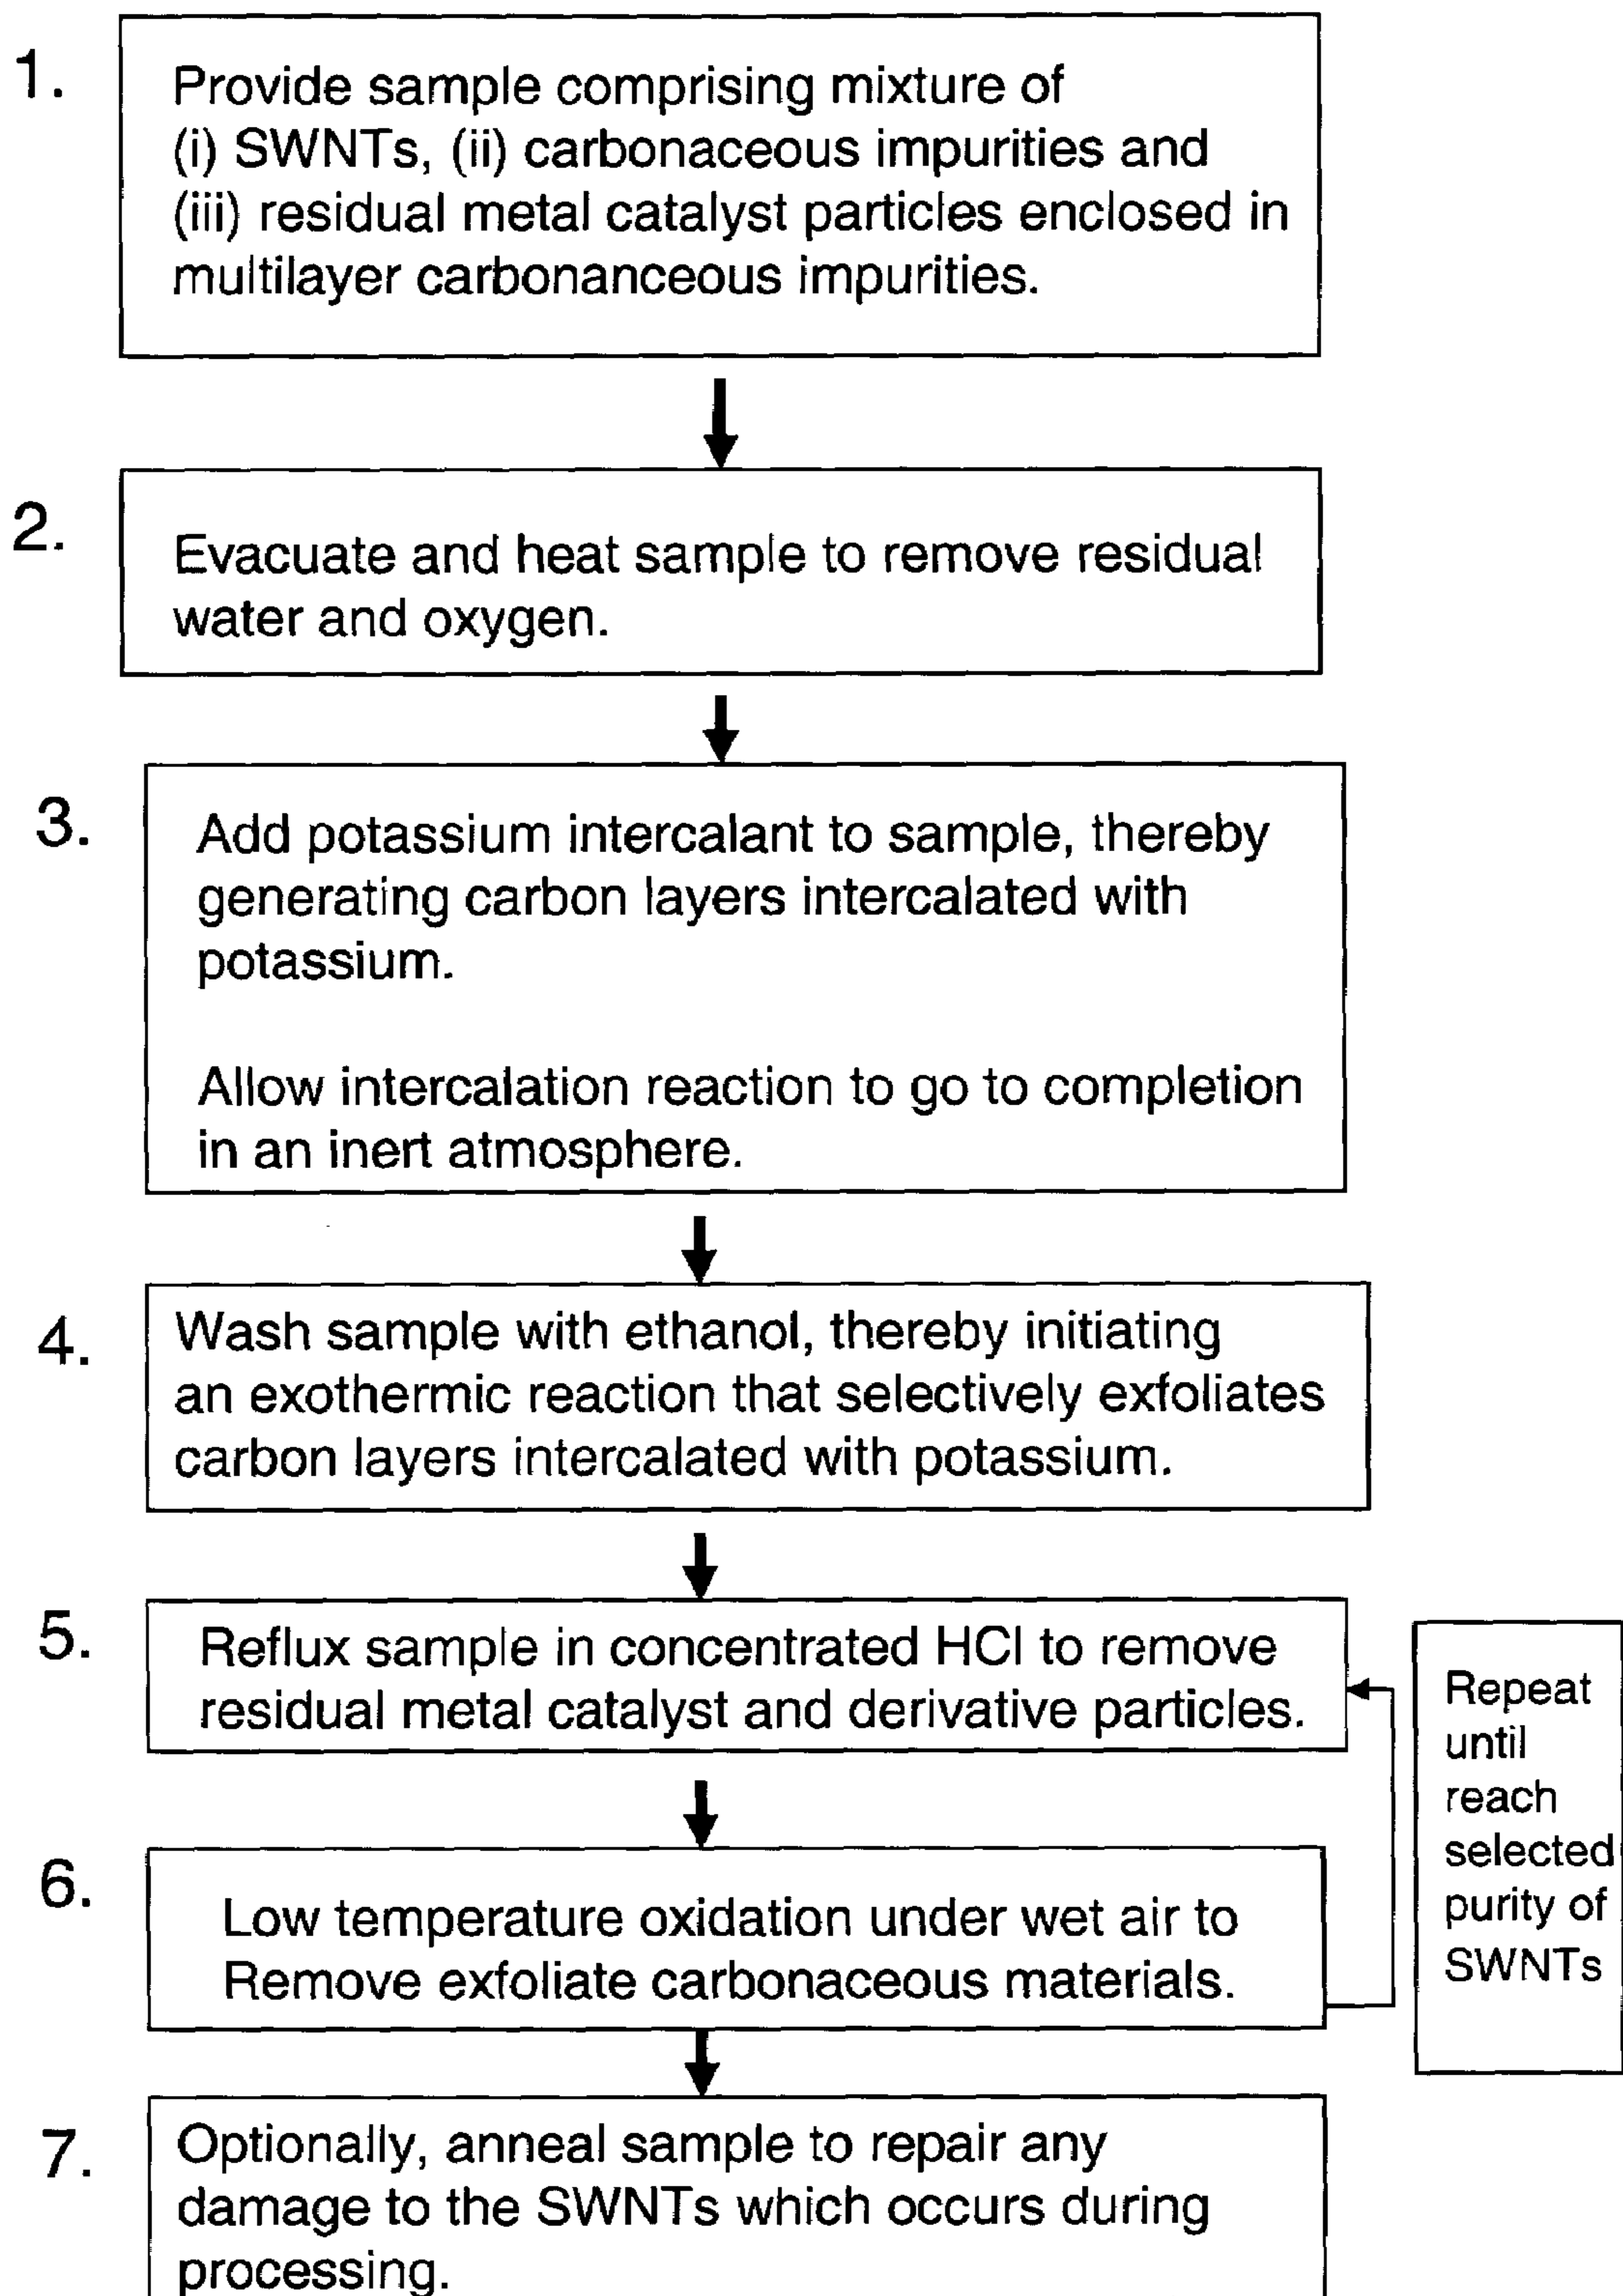 1.
Provide sample comprising mixture of
(i) SWNTs, (ii) carbonaceous impurities and
(iii) residual metal catalyst particles enclosed in
multilayer carbonanceous impurities.
2.
Evacuate and heat sample to remove residual
water and oxygen.
3.
Add potassium intercalant to sample, thereby
generating carbon layers intercalated with
potassium.
Allow intercalation reaction to go to completion
in an inert atmosphere.
4.
Wash sample with ethanol, thereby initiating
an exothermic reaction that selectively exfoliates
carbon layers intercalated with potassium.
5.
Reflux sample in concentrated HCl to remove
residual metal catalyst and derivative particles.
6.
Low temperature oxidation under wet air to
Remove exfoliate carbonaceous materials.
Repeat
until
reach
selected
purity of
SWNTs
7.
Optionally, anneal sample to repair any
damage to the SWNTs which occurs during
processing.